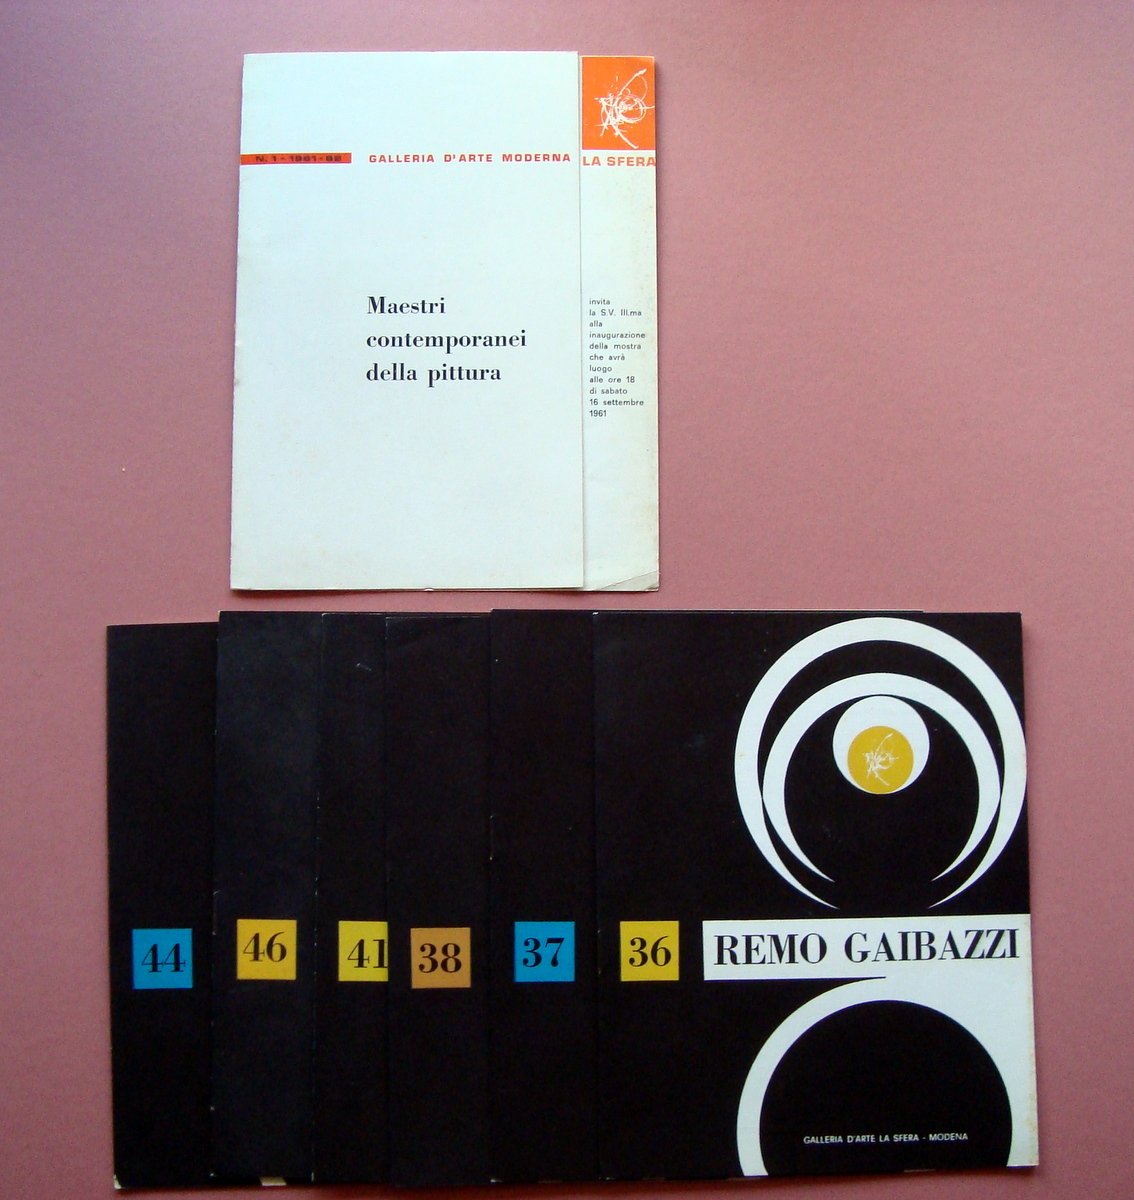 N. 1 - 1961-62 GALLERIA D'ARTE MODERNA LA SFERA
Maestri
contemporanei
della pittura
invita
la S.V. Ill.ma
alla
inaugurazione
della mostra
che avrà
luogo
alle ore 18
di sabato
16 settembre
1961
44 46 41 38 37 36 REMO GAIBAZZI
GALLERIA D'ARTE LA SFERA - MODENA